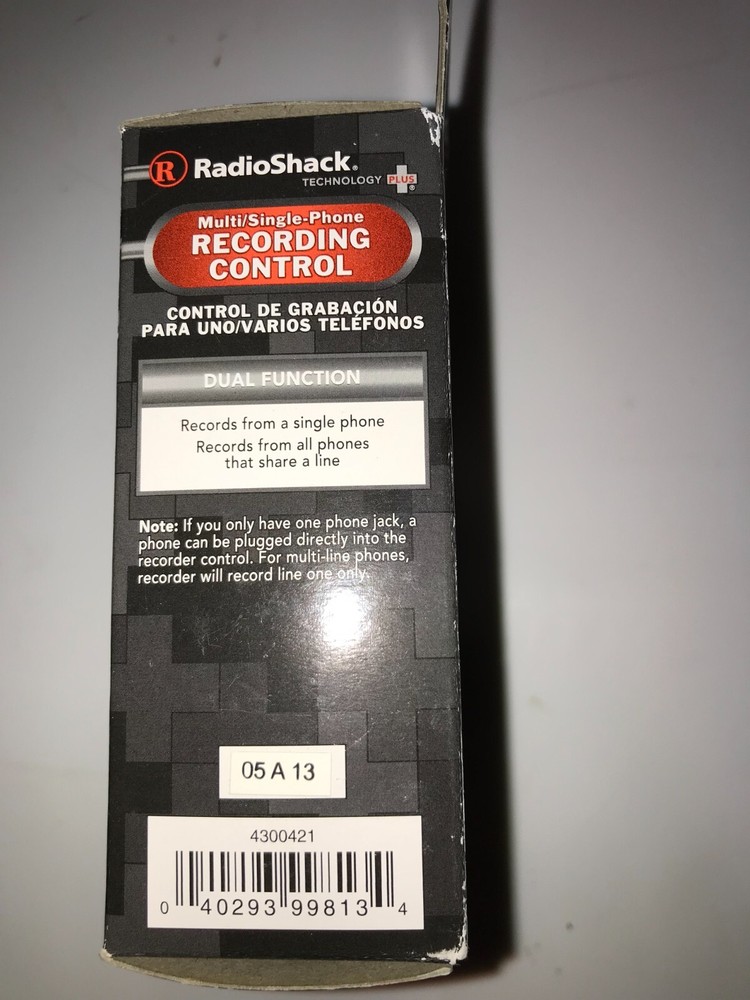 R RadioShack®
TECHNOLOGY PLUS®
Multi/Single-Phone
RECORDING
CONTROL
CONTROL DE GRABACIÓN
PARA UNO/VARIOS TELÉFONOS
DUAL FUNCTION
Records from a single phone
Records from all phones
that share a line
Note: If you only have one phone jack, a
phone can be plugged directly into the
recorder control. For multi-line phones,
recorder will record line one only.
05 A 13
4300421
0 40293 99813 4